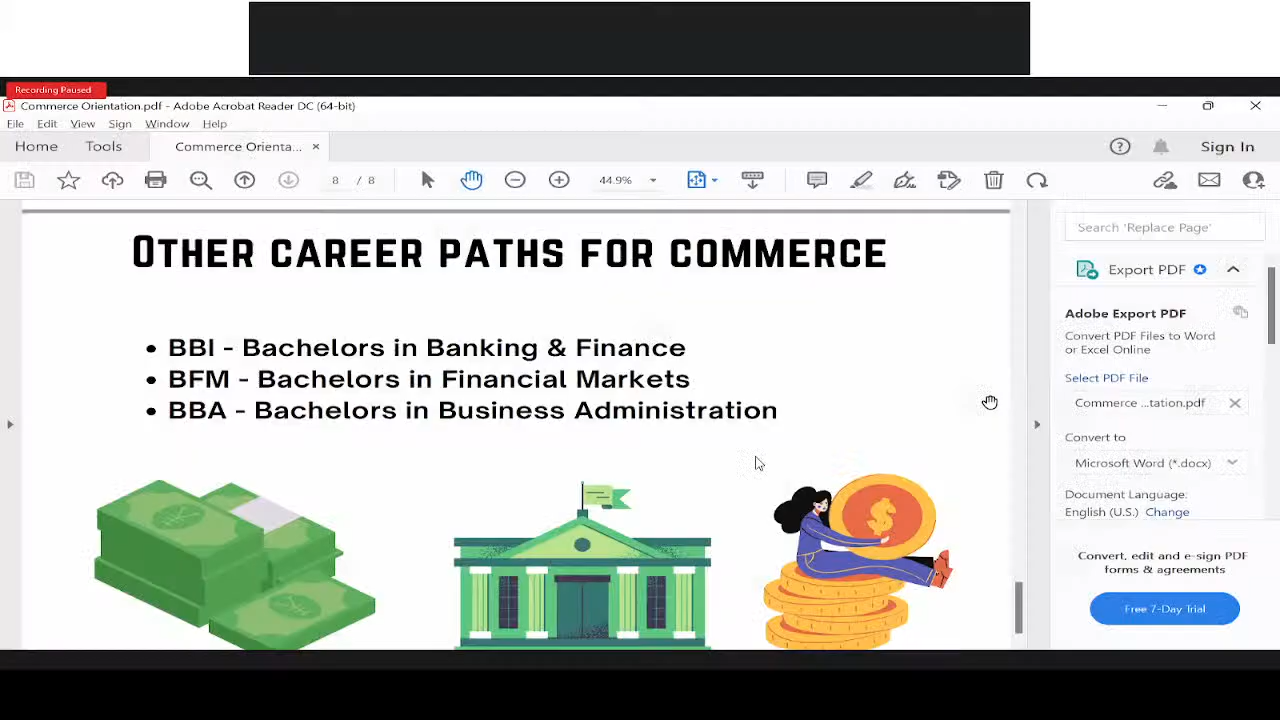 Recording Paused
Commerce Orientation.pdf - Adobe Acrobat Reader DC (64-bit)
File Edit View Sign Window Help
Home Tools Commerce Orienta... ×
? Sign In
8 / 8 44.9%
OTHER CAREER PATHS FOR COMMERCE
• BBI - Bachelors in Banking & Finance
• BFM - Bachelors in Financial Markets
• BBA - Bachelors in Business Administration
$
Search 'Replace Page'
Export PDF
Adobe Export PDF
Convert PDF Files to Word
or Excel Online
Select PDF File
Commerce ...tation.pdf
Convert to
Microsoft Word (*.docx)
Document Language:
English (U.S.) Change
Convert, edit and e-sign PDF
forms & agreements
Free 7-Day Trial